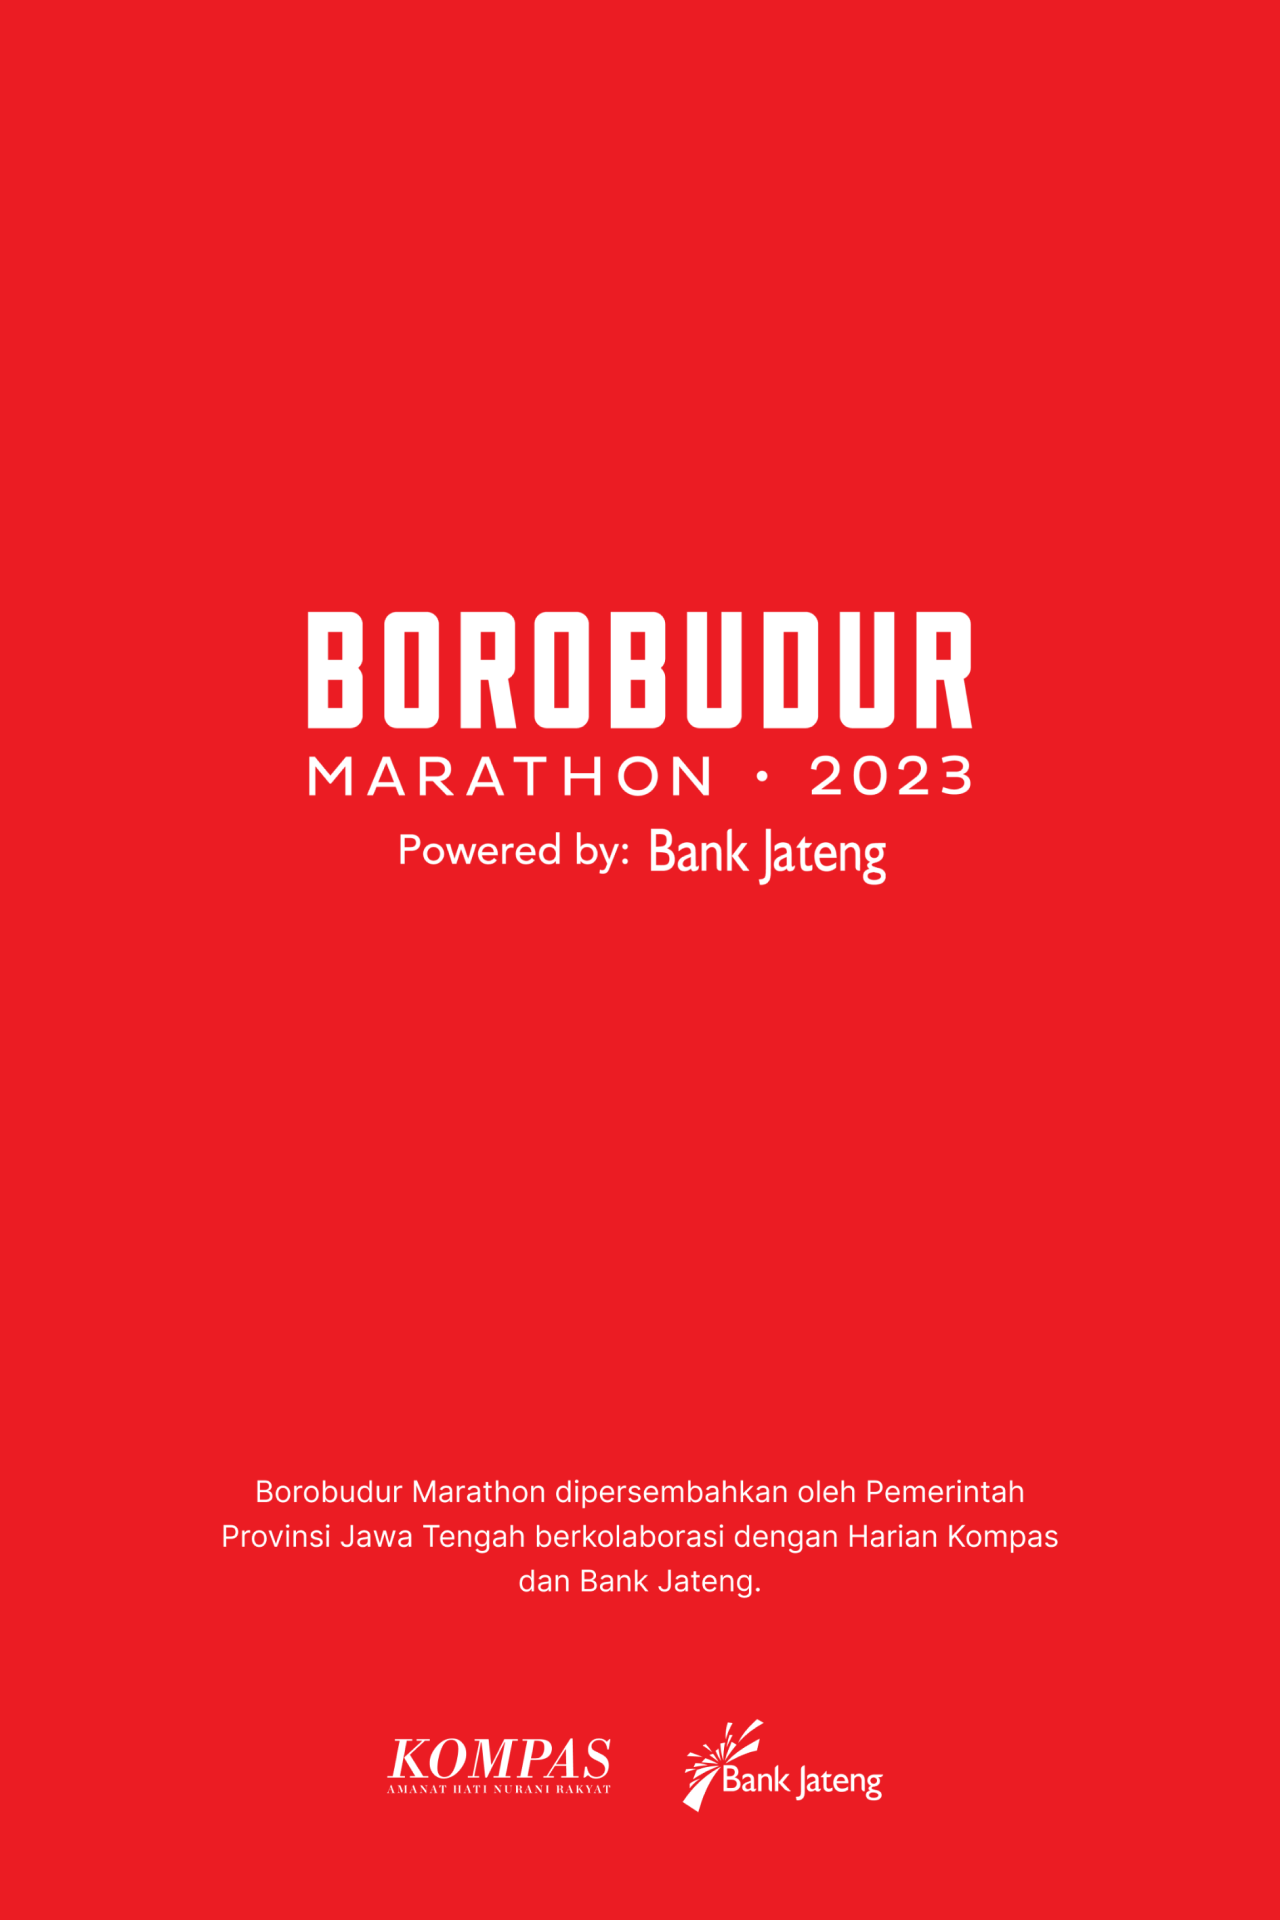 BOROBUDUR
MARATHON • 2023
Powered by: Bank Jateng
Borobudur Marathon dipersembahkan oleh Pemerintah
Provinsi Jawa Tengah berkolaborasi dengan Harian Kompas
dan Bank Jateng.
KOMPAS
AMANAT HATI NURANI RAKYAT
Bank Jateng